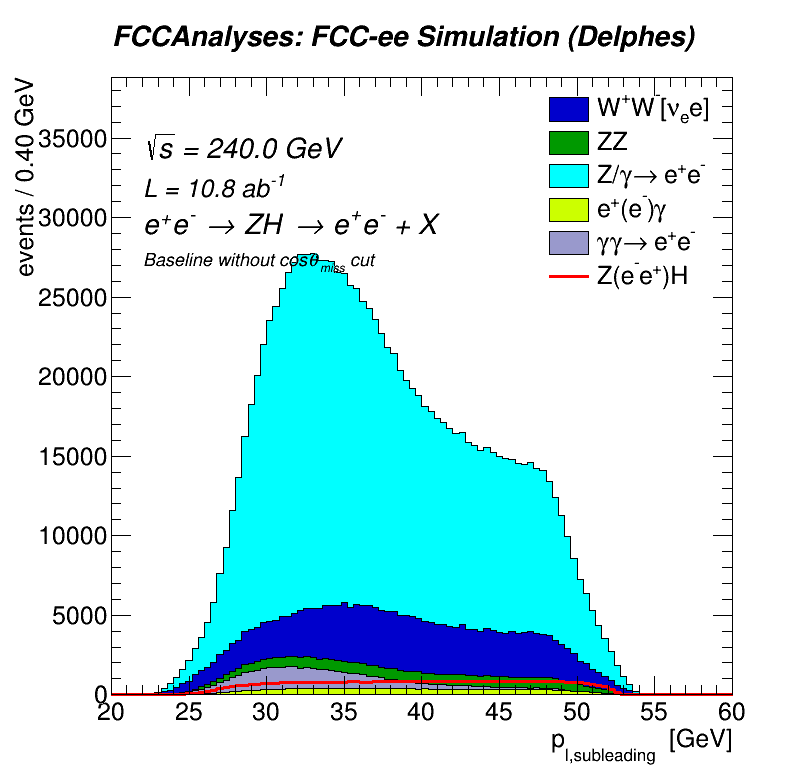 FCCAnalyses: FCC-ee Simulation (Delphes)
events / 0.40 GeV
35000
30000
25000
20000
15000
10000
5000
0
√s = 240.0 GeV
L = 10.8 ab⁻¹
e⁺e⁻ → ZH → e⁺e⁻ + X
Baseline without cosθ_miss cut
W⁺W⁻[νₑe]
ZZ
Z/γ→ e⁺e⁻
e⁺(e⁻)γ
γγ→ e⁺e⁻
Z(e⁻e⁺)H
20 25 30 35 40 45 50 55 60
p_l,subleading [GeV]